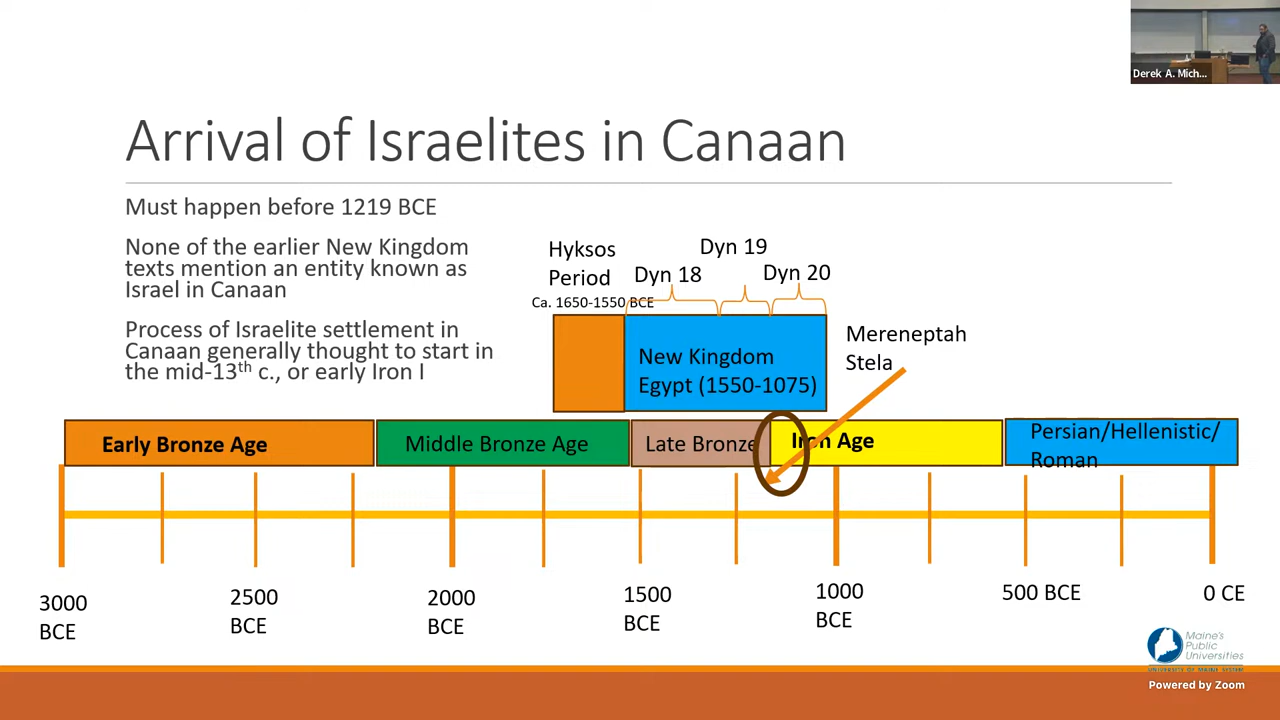 Derek A. Mich...
Arrival of Israelites in Canaan
Must happen before 1219 BCE
None of the earlier New Kingdom
texts mention an entity known as
Israel in Canaan
Process of Israelite settlement in
Canaan generally thought to start in
the mid-13th c., or early Iron I
Hyksos
Period
Ca. 1650-1550 BCE
Dyn 18
Dyn 19
Dyn 20
New Kingdom
Egypt (1550-1075)
Mereneptah
Stela
Early Bronze Age
Middle Bronze Age
Late Bronze
Iron Age
Persian/Hellenistic/
Roman
3000
BCE
2500
BCE
2000
BCE
1500
BCE
1000
BCE
500 BCE
0 CE
Maine's
Public
Universities
UNIVERSITY OF MAINE SYSTEM
Powered by Zoom